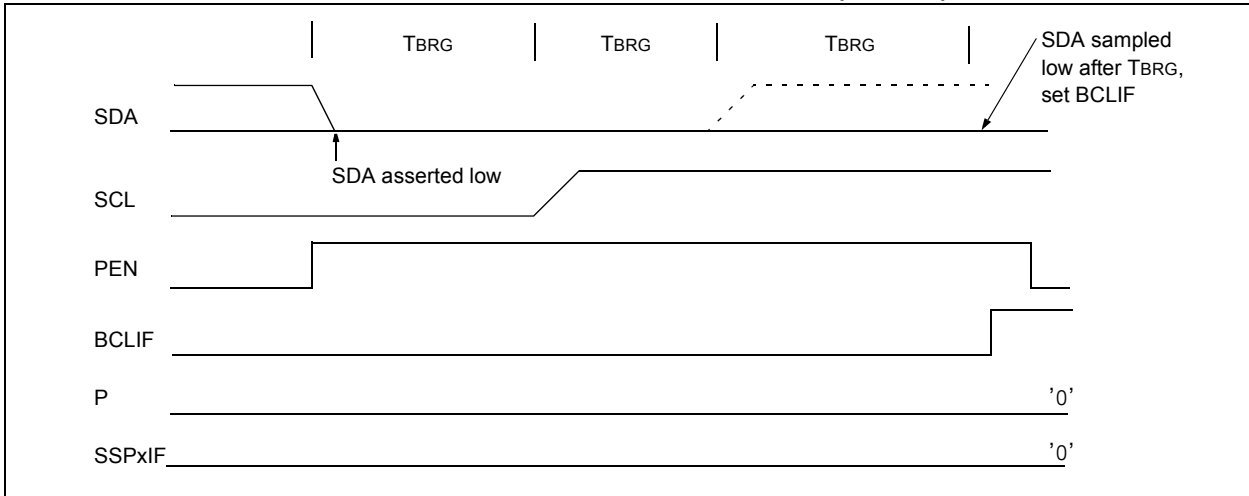 TBRG TBRG TBRG
SDA sampled
low after TBRG,
set BCLIF
SDA
SDA asserted low
SCL
PEN
BCLIF
P '0'
SSPxIF '0'